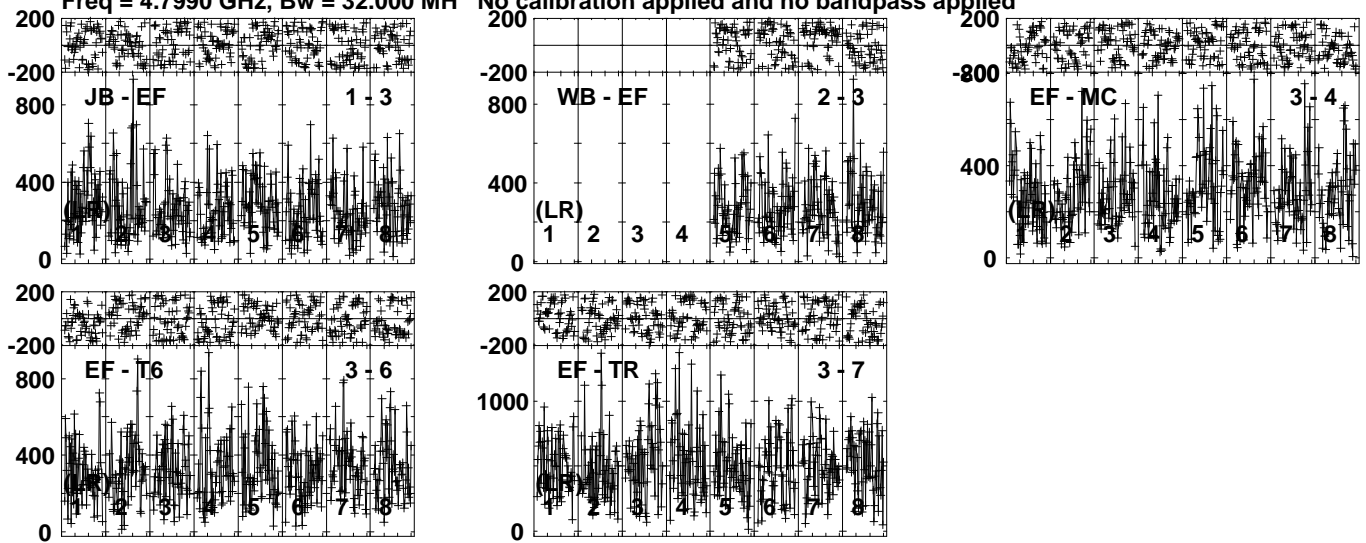 Freq = 4.7990 GHz, Bw = 32.000 MH No calibration applied and no bandpass applied
200 200 200
-200 -200 -800
JB - EF 1 - 3 WB - EF 2 - 3 EF - MC 3 - 4
800 800
400 400 400
(LR) (LR) (LR)
1 2 3 4 5 6 7 8 1 2 3 4 5 6 7 8 2 3 4 5 6 7 8
0 0 0
200 200
-200 -200
EF - T6 3 - 6 EF - TR 3 - 7
800 1000
400
(LR) (LR)
1 2 3 4 5 6 7 8 1 2 3 4 5 6 7 8
0 0